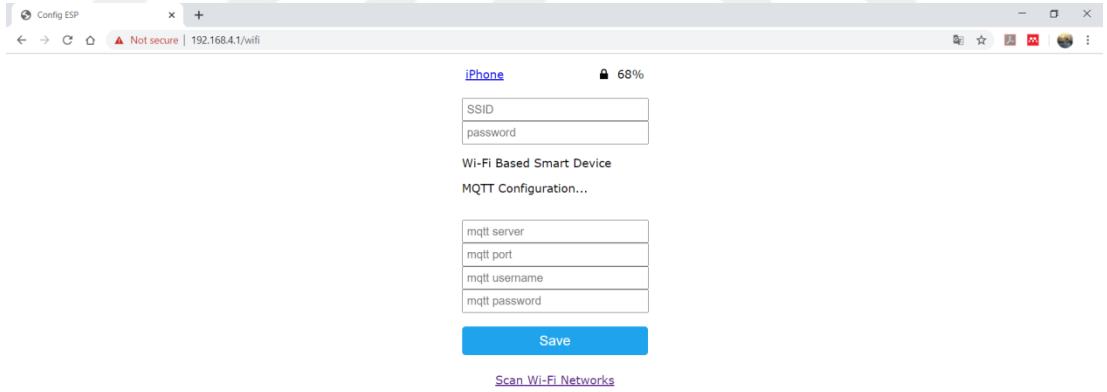 Config ESP
Not secure | 192.168.4.1/wifi
iPhone 68%
SSID
password
Wi-Fi Based Smart Device
MQTT Configuration...
mqtt server
mqtt port
mqtt username
mqtt password
Save
Scan Wi-Fi Networks